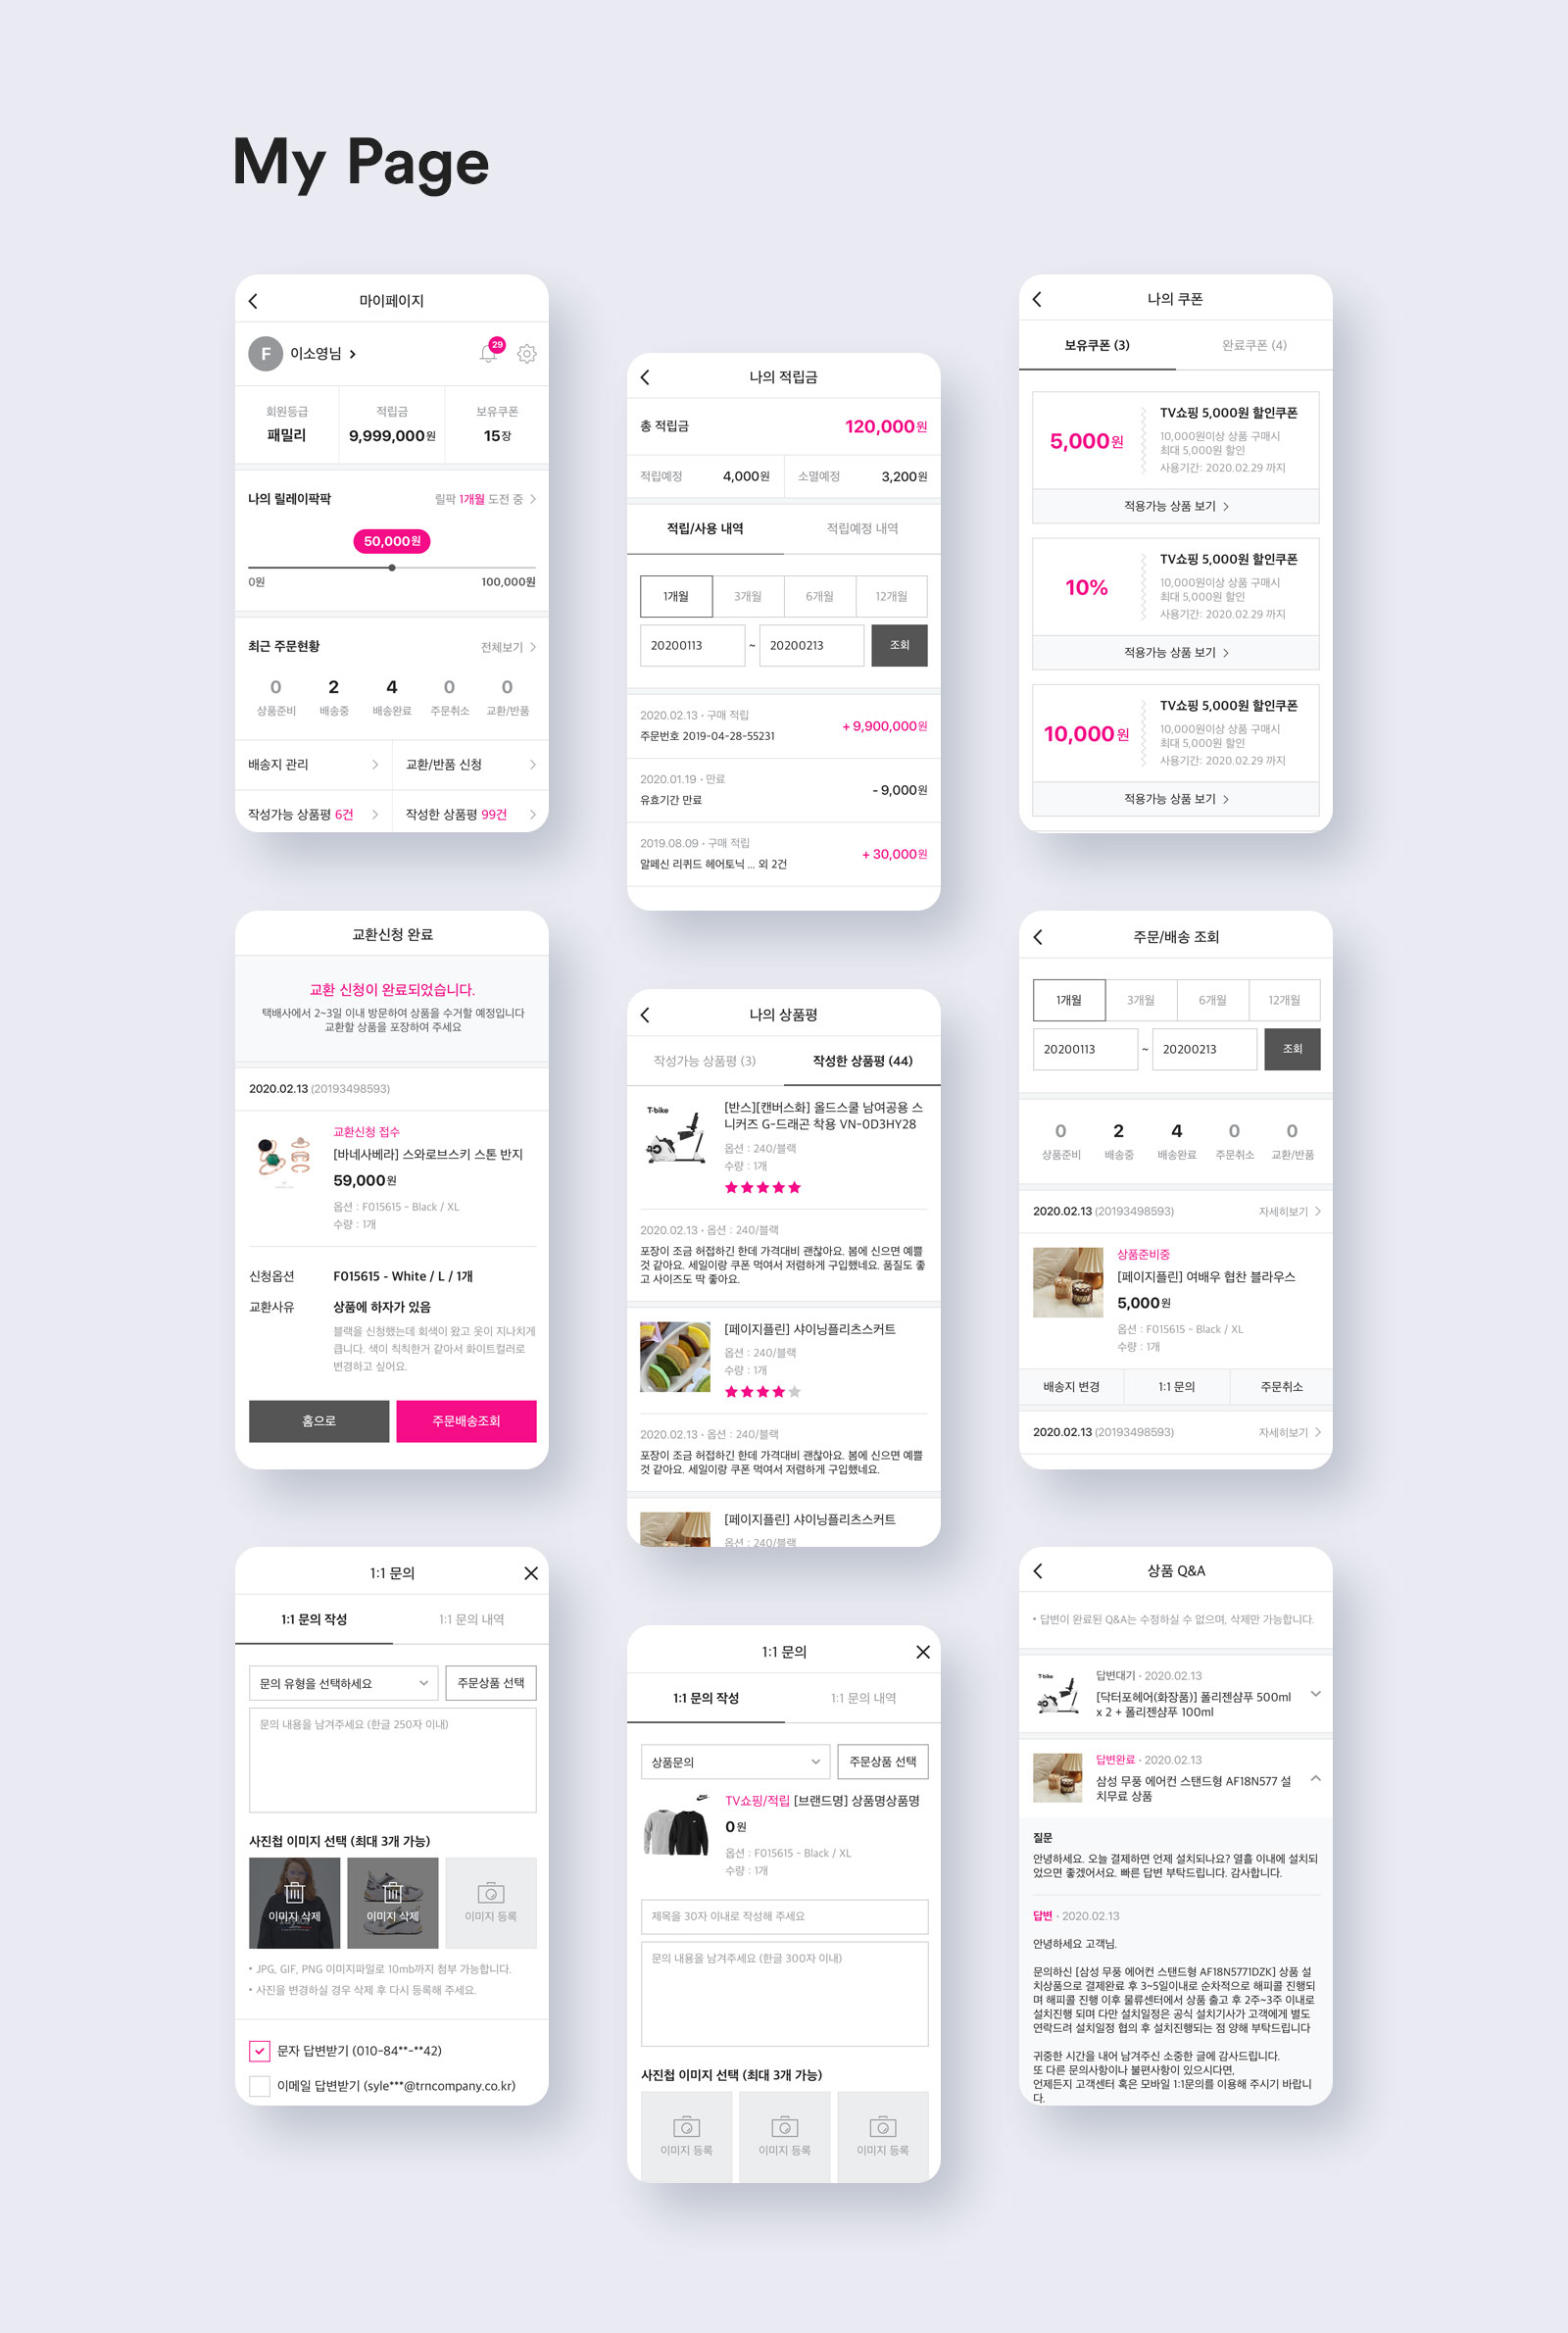 My Page
마이페이지
F 이소영님
29
회원등급 적립금 보유쿠폰
패밀리 9,999,000원 15장
나의 릴레이팍팍 릴팍 1개월 도전 중
50,000원
0원 100,000원
최근 주문현황 전체보기
0 2 4 0 0
상품준비 배송중 배송완료 주문취소 교환/반품
배송지 관리 교환/반품 신청
작성가능 상품평 6건 작성한 상품평 99건
나의 적립금
총 적립금 120,000원
적립예정 4,000원 소멸예정 3,200원
적립/사용 내역 적립예정 내역
1개월 3개월 6개월 12개월
20200113 ~ 20200213 조회
2020.02.13 · 구매 적립
주문번호 2019-04-28-55231
+ 9,900,000원
2020.01.19 · 만료
유효기간 만료
- 9,000원
2019.08.09 · 구매 적립
알페신 리퀴드 헤어토닉 ... 외 2건
+ 30,000원
나의 쿠폰
보유쿠폰 (3) 완료쿠폰 (4)
5,000원
TV쇼핑 5,000원 할인쿠폰
10,000원이상 상품 구매시
최대 5,000원 할인
사용기간: 2020.02.29 까지
적용가능 상품 보기
10%
TV쇼핑 5,000원 할인쿠폰
10,000원이상 상품 구매시
최대 5,000원 할인
사용기간: 2020.02.29 까지
적용가능 상품 보기
10,000원
TV쇼핑 5,000원 할인쿠폰
10,000원이상 상품 구매시
최대 5,000원 할인
사용기간: 2020.02.29 까지
적용가능 상품 보기
교환신청 완료
교환 신청이 완료되었습니다.
택배사에서 2~3일 이내 방문하여 상품을 수거할 예정입니다
교환할 상품을 포장하여 주세요
2020.02.13 (20193498593)
교환신청 접수
[바네사베라] 스와로브스키 스톤 반지
59,000원
옵션 : F015615 - Black / XL
수량 : 1개
신청옵션 F015615 - White / L / 1개
교환사유 상품에 하자가 있음
블랙을 신청했는데 회색이 왔고 옷이 지나치게
큽니다. 색이 칙칙한거 같아서 화이트컬러로
변경하고 싶어요.
홈으로 주문배송조회
나의 상품평
작성가능 상품평 (3) 작성한 상품평 (44)
T-bike
[반스][캔버스화] 올드스쿨 남여공용 스
니커즈 G-드래곤 착용 VN-0D3HY28
옵션 : 240/블랙
수량 : 1개
2020.02.13 · 옵션 : 240/블랙
포장이 조금 허접하긴 한데 가격대비 괜찮아요. 봄에 신으면 예쁠
것 같아요. 세일이랑 쿠폰 먹여서 저렴하게 구입했네요. 품질도 좋
고 사이즈도 딱 좋아요.
[페이지플린] 샤이닝플리츠스커트
옵션 : 240/블랙
수량 : 1개
2020.02.13 · 옵션 : 240/블랙
포장이 조금 허접하긴 한데 가격대비 괜찮아요. 봄에 신으면 예쁠
것 같아요. 세일이랑 쿠폰 먹여서 저렴하게 구입했네요.
[페이지플린] 샤이닝플리츠스커트
옵션 : 240/블랙
주문/배송 조회
1개월 3개월 6개월 12개월
20200113 ~ 20200213 조회
0 2 4 0 0
상품준비 배송중 배송완료 주문취소 교환/반품
2020.02.13 (20193498593) 자세히보기
상품준비중
[페이지플린] 여배우 협찬 블라우스
5,000원
옵션 : F015615 - Black / XL
수량 : 1개
배송지 변경 1:1 문의 주문취소
2020.02.13 (20193498593) 자세히보기
1:1 문의
1:1 문의 작성 1:1 문의 내역
문의 유형을 선택하세요 주문상품 선택
문의 내용을 남겨주세요 (한글 250자 이내)
사진첩 이미지 선택 (최대 3개 가능)
이미지 삭제 이미지 삭제 이미지 등록
• JPG, GIF, PNG 이미지파일로 10mb까지 첨부 가능합니다.
• 사진을 변경하실 경우 삭제 후 다시 등록해 주세요.
문자 답변받기 (010-84**-**42)
이메일 답변받기 (syle***@trncompany.co.kr)
1:1 문의
1:1 문의 작성 1:1 문의 내역
상품문의 주문상품 선택
TV쇼핑/적립 [브랜드명] 상품명상품명
0원
옵션 : F015615 - Black / XL
수량 : 1개
제목을 30자 이내로 작성해 주세요
문의 내용을 남겨주세요 (한글 300자 이내)
사진첩 이미지 선택 (최대 3개 가능)
이미지 등록 이미지 등록 이미지 등록
상품 Q&A
• 답변이 완료된 Q&A는 수정하실 수 없으며, 삭제만 가능합니다.
T-bike
답변대기 · 2020.02.13
[닥터포헤어(화장품)] 폴리젠샴푸 500ml
x 2 + 폴리젠샴푸 100ml
답변완료 · 2020.02.13
삼성 무풍 에어컨 스탠드형 AF18N577 설
치무료 상품
질문
안녕하세요. 오늘 결제하면 언제 설치되나요? 열흘 이내에 설치되
었으면 좋겠어서요. 빠른 답변 부탁드립니다. 감사합니다.
답변 · 2020.02.13
안녕하세요 고객님.
문의하신 [삼성 무풍 에어컨 스탠드형 AF18N5771DZK] 상품 설
치상품으로 결제완료 후 3~5일이내로 순차적으로 해피콜 진행되
며 해피콜 진행 이후 물류센터에서 상품 출고 후 2주~3주 이내로
설치진행 되며 다만 설치일정은 공식 설치기사가 고객에게 별도
연락드려 설치일정 협의 후 설치진행되는 점 양해 부탁드립니다
귀중한 시간을 내어 남겨주신 소중한 글에 감사드립니다.
또 다른 문의사항이나 불편사항이 있으시다면,
언제든지 고객센터 혹은 모바일 1:1문의를 이용해 주시기 바랍니
다.